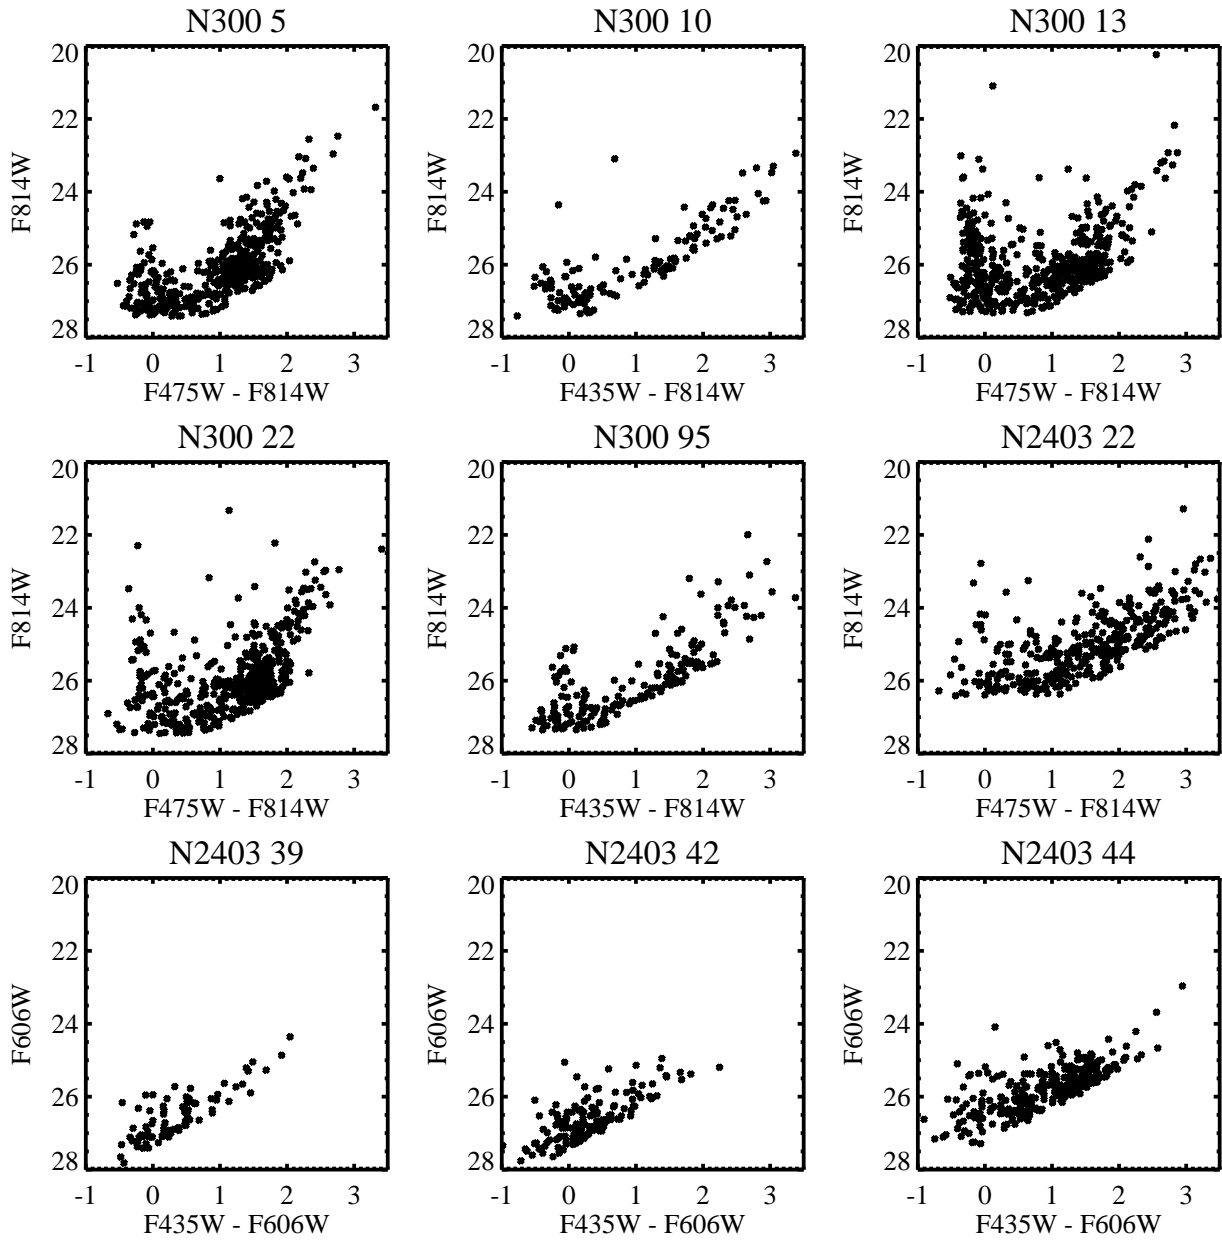 N300 5
N300 10
N300 13
20
22
24
26
28
F814W
-1 0 1 2 3
F475W - F814W
20
22
24
26
28
F814W
-1 0 1 2 3
F435W - F814W
20
22
24
26
28
F814W
-1 0 1 2 3
F475W - F814W
N300 22
N300 95
N2403 22
20
22
24
26
28
F814W
-1 0 1 2 3
F475W - F814W
20
22
24
26
28
F814W
-1 0 1 2 3
F435W - F814W
20
22
24
26
28
F814W
-1 0 1 2 3
F475W - F814W
N2403 39
N2403 42
N2403 44
20
22
24
26
28
F606W
-1 0 1 2 3
F435W - F606W
20
22
24
26
28
F606W
-1 0 1 2 3
F435W - F606W
20
22
24
26
28
F606W
-1 0 1 2 3
F435W - F606W